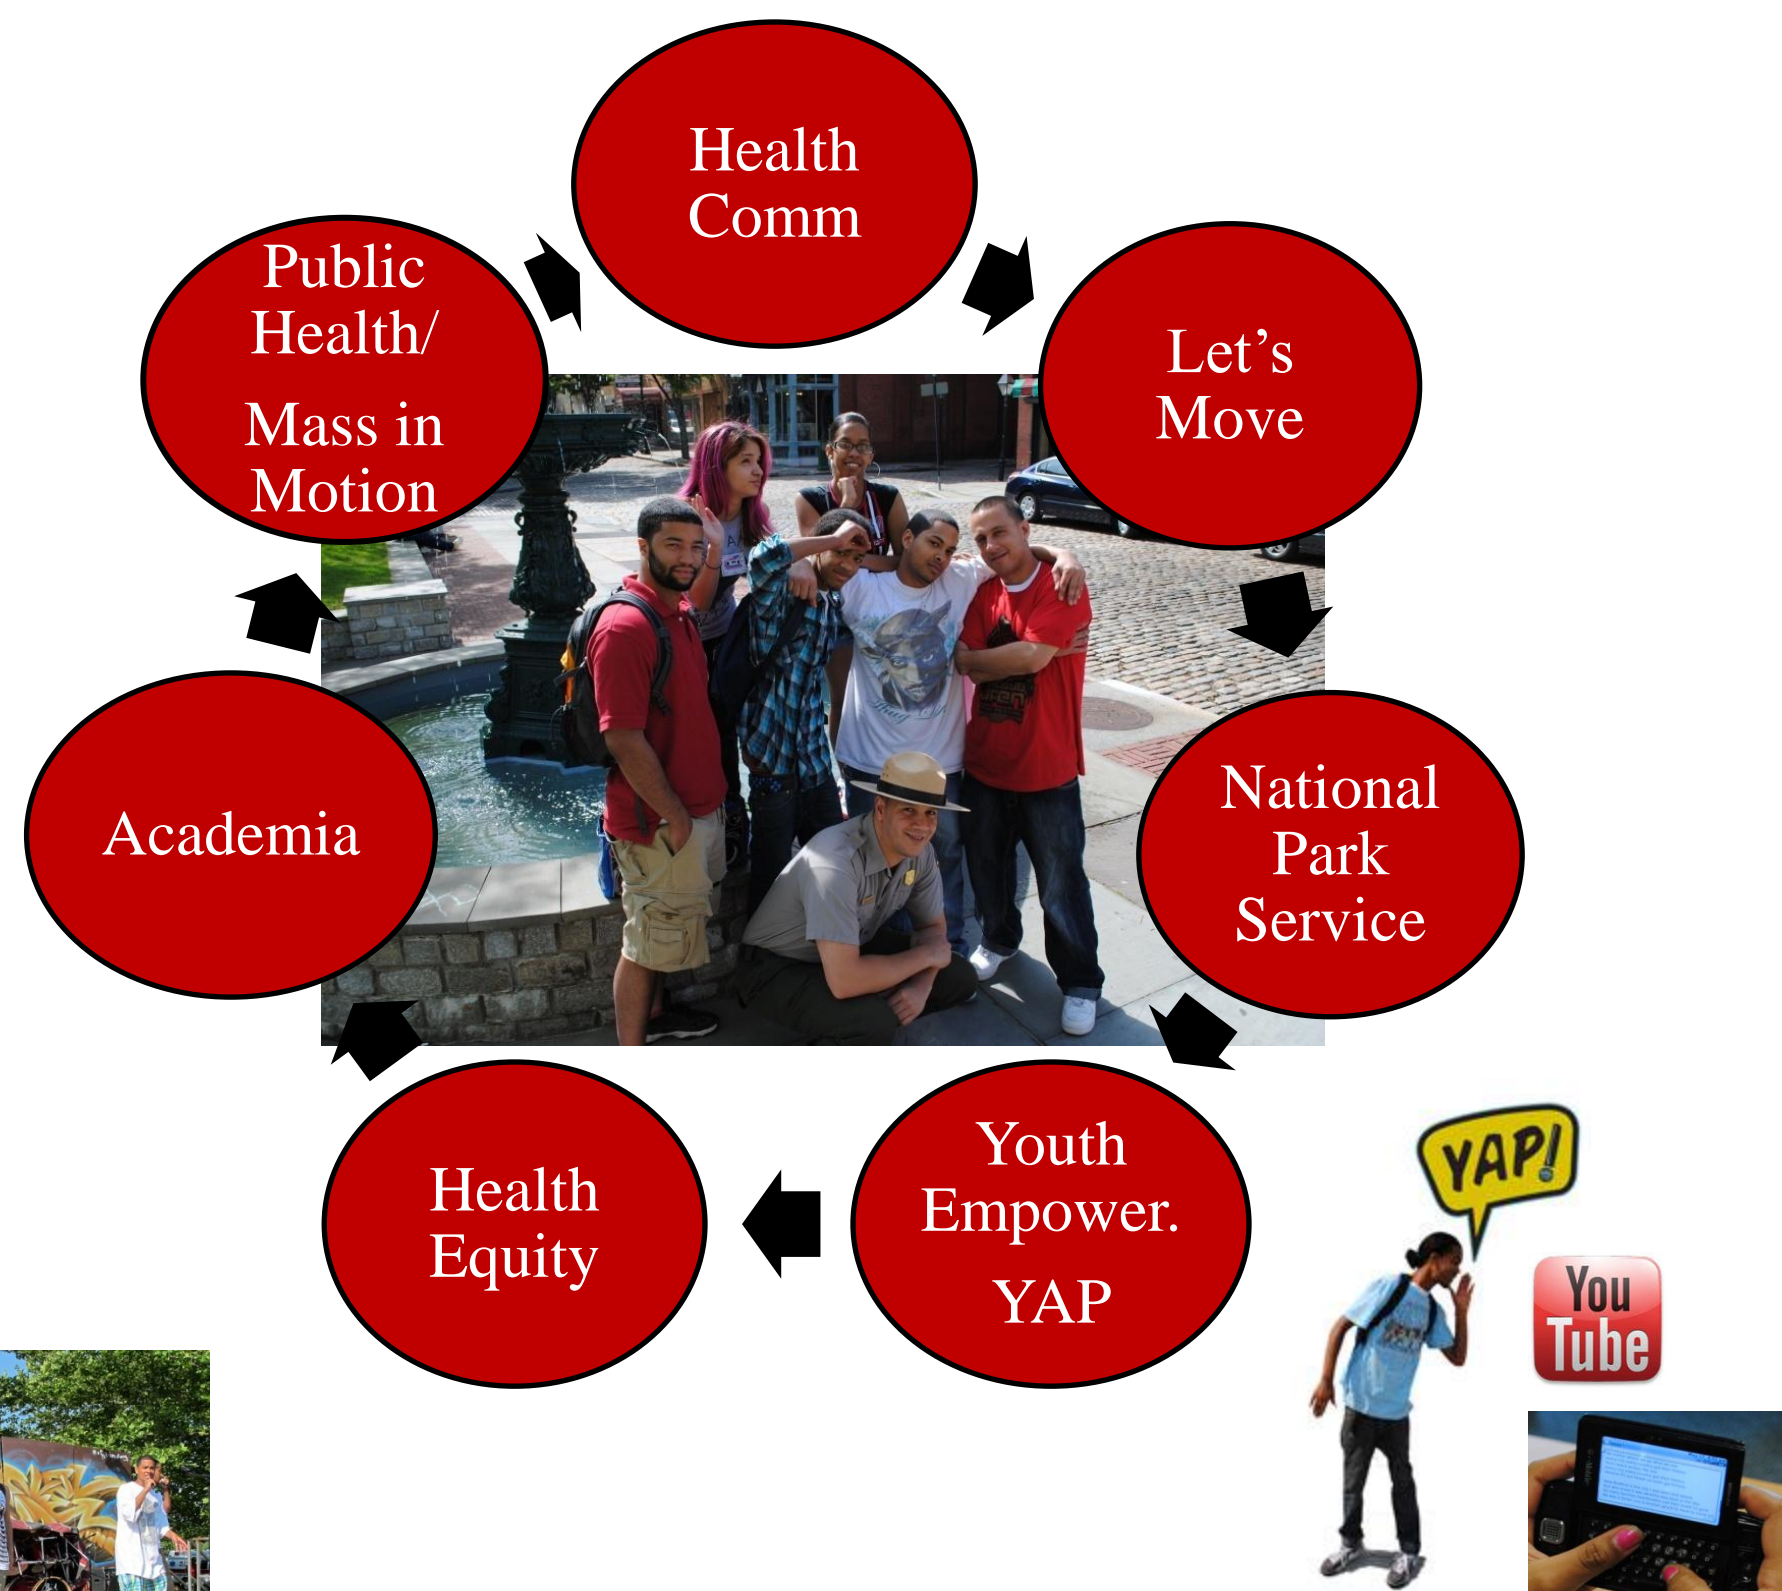 Health
Comm
Public
Health/
Mass in
Motion
Let’s
Move
Academia
National
Park
Service
Health
Equity
Youth
Empower.
YAP
YAP!
You
Tube